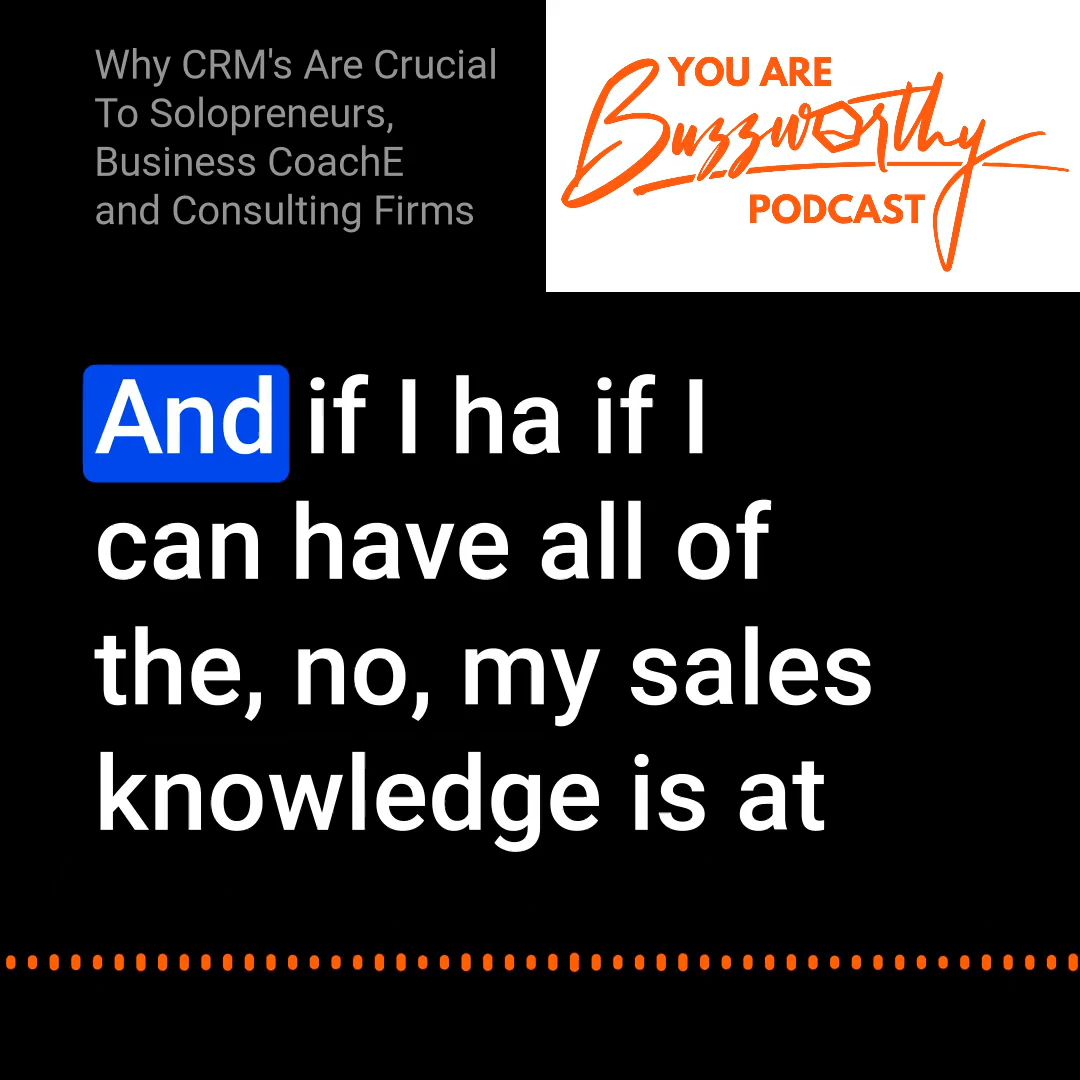 Why CRM's Are Crucial
To Solopreneurs,
Business CoachE
and Consulting Firms
YOU ARE
Buzzworthy
PODCAST
And if I ha if I
can have all of
the, no, my sales
knowledge is at